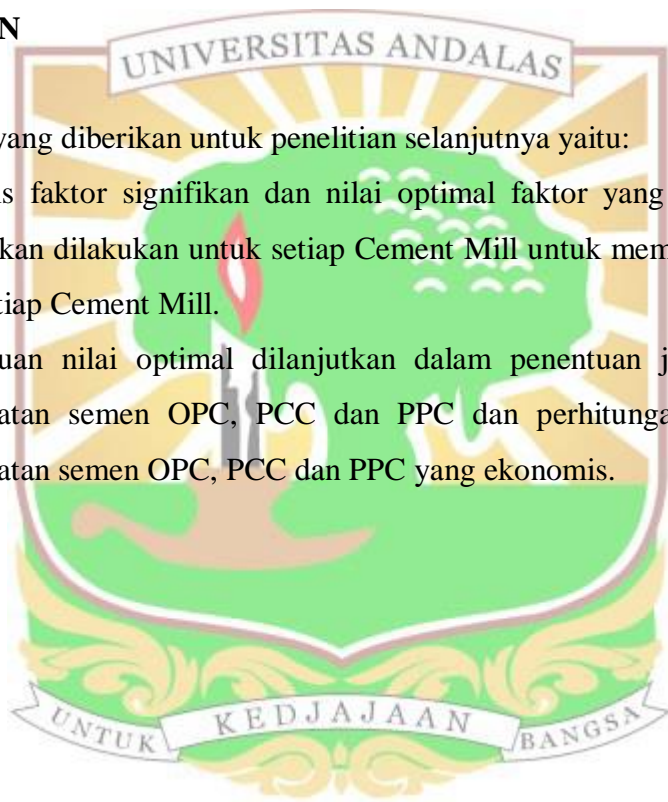 N
UNIVERSITAS ANDALAS
yang diberikan untuk penelitian selanjutnya yaitu:
is faktor signifikan dan nilai optimal faktor yang
kan dilakukan untuk setiap Cement Mill untuk mem
tiap Cement Mill.
uan nilai optimal dilanjutkan dalam penentuan j
atan semen OPC, PCC dan PPC dan perhitunga
atan semen OPC, PCC dan PPC yang ekonomis.
UNTUK KEDJAJAAN BANGSA